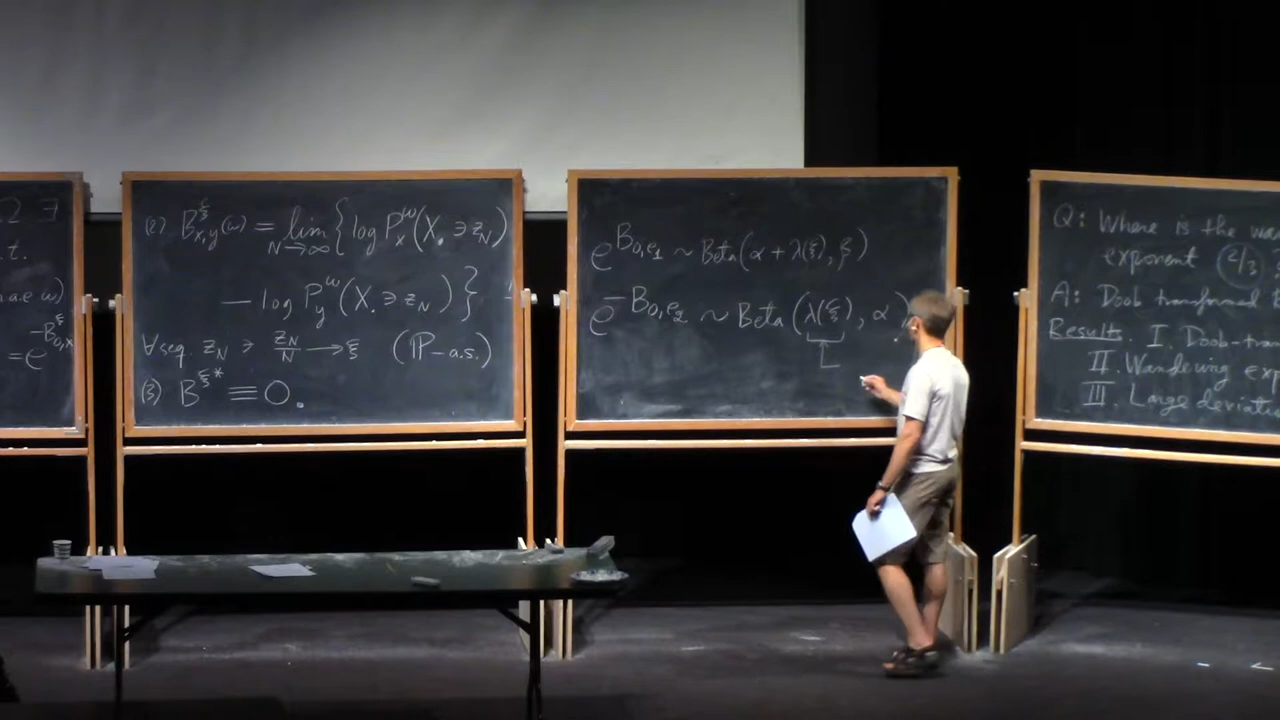 Ω ∃
.t.
a.e ω)
= e^{-B^ξ_{0,x}}
(2) B^ξ_{x,y}(ω) = lim_{N→∞} { log P^ω_x (X. ∋ z_N)
— log P^ω_y (X. ∋ z_N) }
∀ seq. z_N ∋ z_N/N → ξ (ℙ-a.s.)
(3) B^{ξ*} ≡ 0.
e^{B_{0,e_1}} ~ Beta(α + λ(ξ), β)
e^{-B_{0,e_2}} ~ Beta(λ(ξ), α)
Q: Where is the wa
exponent 2/3
A: Doob transformed
Results. I. Doob-tran
II. Wandering exp
III. Large deviati